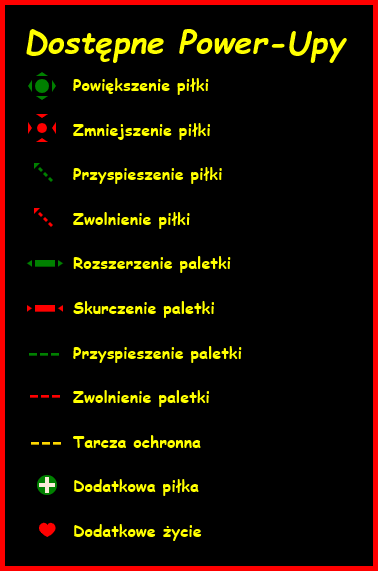 Dostępne Power-Upy
Powiększenie piłki
Zmniejszenie piłki
Przyspieszenie piłki
Zwolnienie piłki
Rozszerzenie paletki
Skurczenie paletki
Przyspieszenie paletki
Zwolnienie paletki
Tarcza ochronna
Dodatkowa piłka
Dodatkowe życie